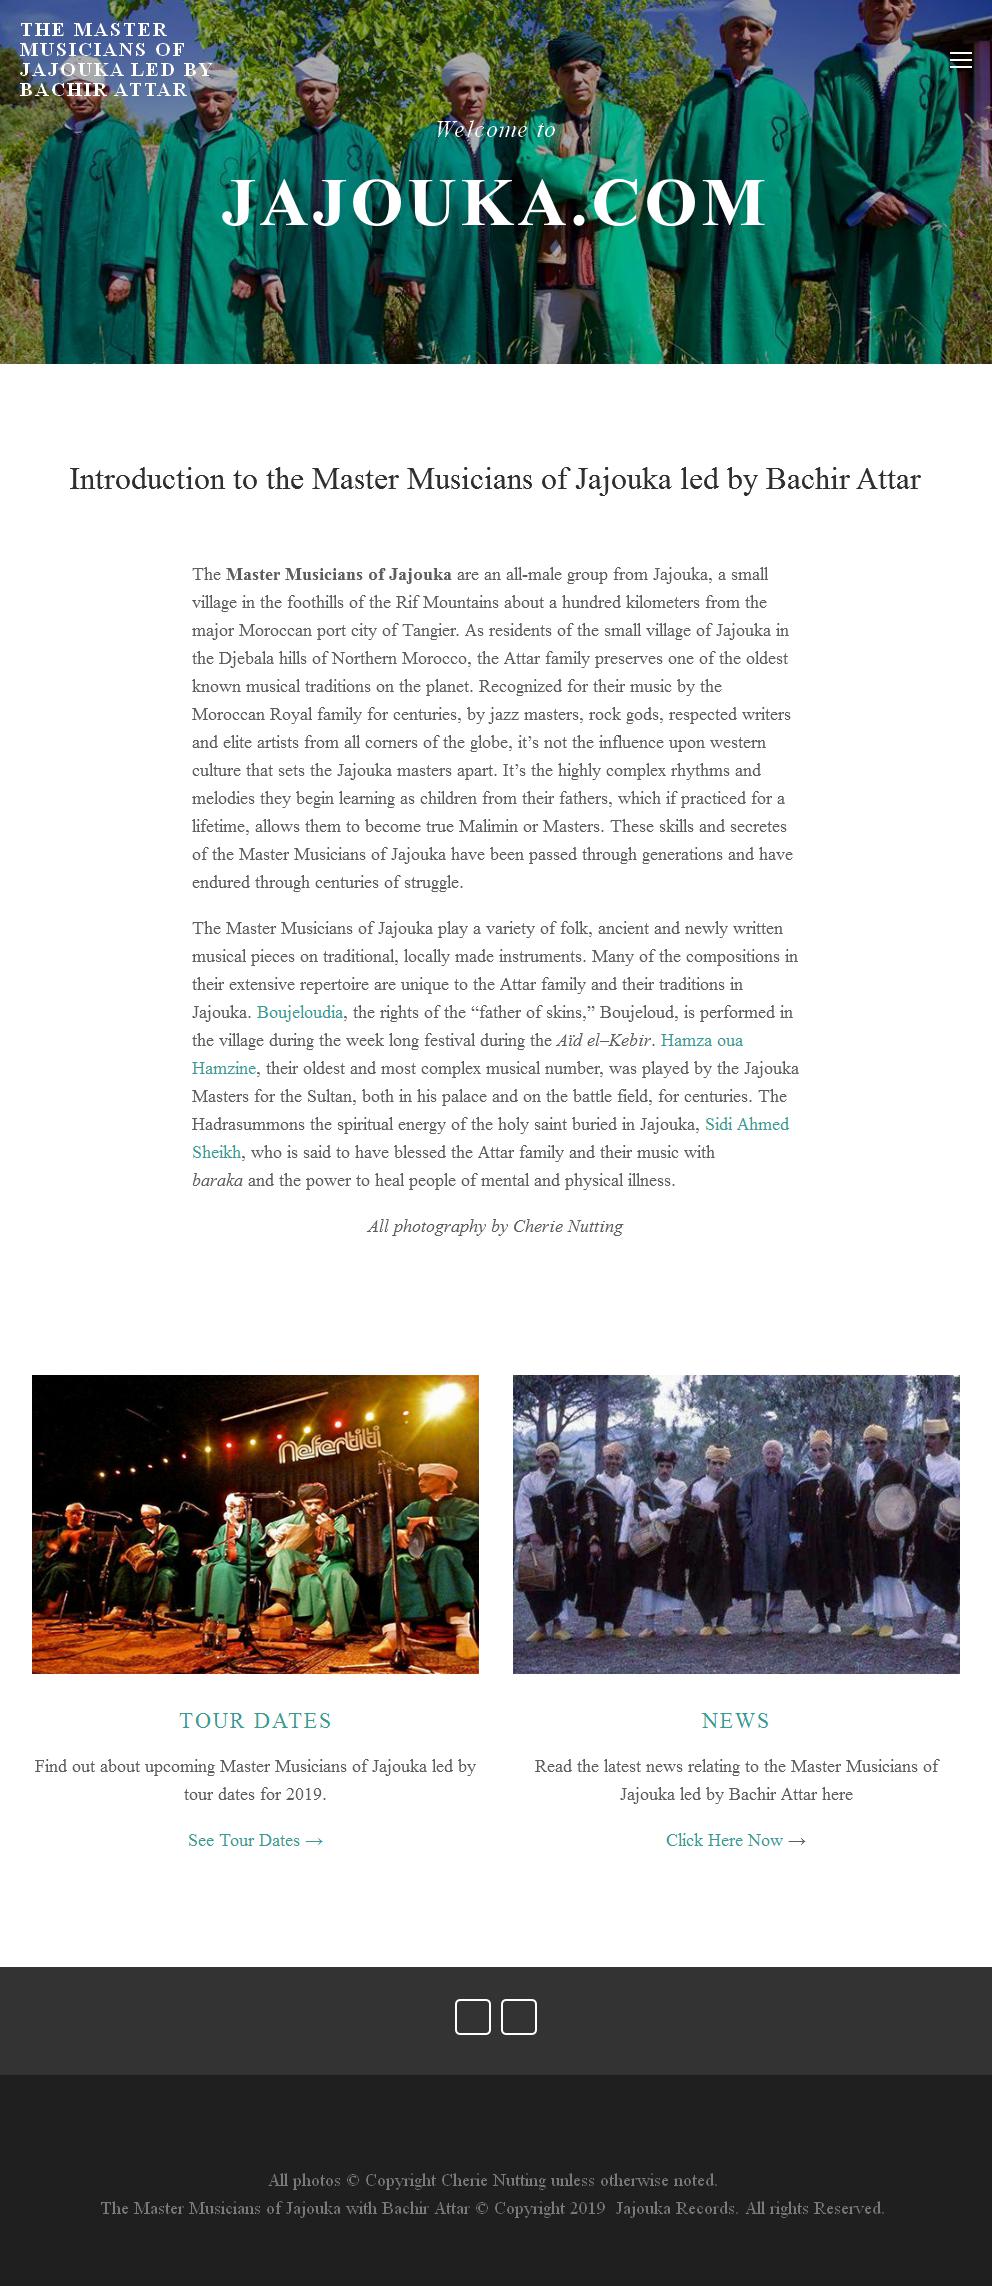 THE MASTER
MUSICIANS OF
JAJOUKA LED BY
BACHIR ATTAR
Welcome to
JAJOUKA.COM
Introduction to the Master Musicians of Jajouka led by Bachir Attar
The Master Musicians of Jajouka are an all-male group from Jajouka, a small
village in the foothills of the Rif Mountains about a hundred kilometers from the
major Moroccan port city of Tangier. As residents of the small village of Jajouka in
the Djebala hills of Northern Morocco, the Attar family preserves one of the oldest
known musical traditions on the planet. Recognized for their music by the
Moroccan Royal family for centuries, by jazz masters, rock gods, respected writers
and elite artists from all corners of the globe, it’s not the influence upon western
culture that sets the Jajouka masters apart. It’s the highly complex rhythms and
melodies they begin learning as children from their fathers, which if practiced for a
lifetime, allows them to become true Malimin or Masters. These skills and secretes
of the Master Musicians of Jajouka have been passed through generations and have
endured through centuries of struggle.
The Master Musicians of Jajouka play a variety of folk, ancient and newly written
musical pieces on traditional, locally made instruments. Many of the compositions in
their extensive repertoire are unique to the Attar family and their traditions in
Jajouka. Boujeloudia, the rights of the “father of skins,” Boujeloud, is performed in
the village during the week long festival during the Aïd el–Kebir. Hamza oua
Hamzine, their oldest and most complex musical number, was played by the Jajouka
Masters for the Sultan, both in his palace and on the battle field, for centuries. The
Hadrasummons the spiritual energy of the holy saint buried in Jajouka, Sidi Ahmed
Sheikh, who is said to have blessed the Attar family and their music with
baraka and the power to heal people of mental and physical illness.
All photography by Cherie Nutting
Nefertiti
TOUR DATES
Find out about upcoming Master Musicians of Jajouka led by
tour dates for 2019.
See Tour Dates →
NEWS
Read the latest news relating to the Master Musicians of
Jajouka led by Bachir Attar here
Click Here Now →
All photos © Copyright Cherie Nutting unless otherwise noted.
The Master Musicians of Jajouka with Bachir Attar © Copyright 2019 Jajouka Records. All rights Reserved.